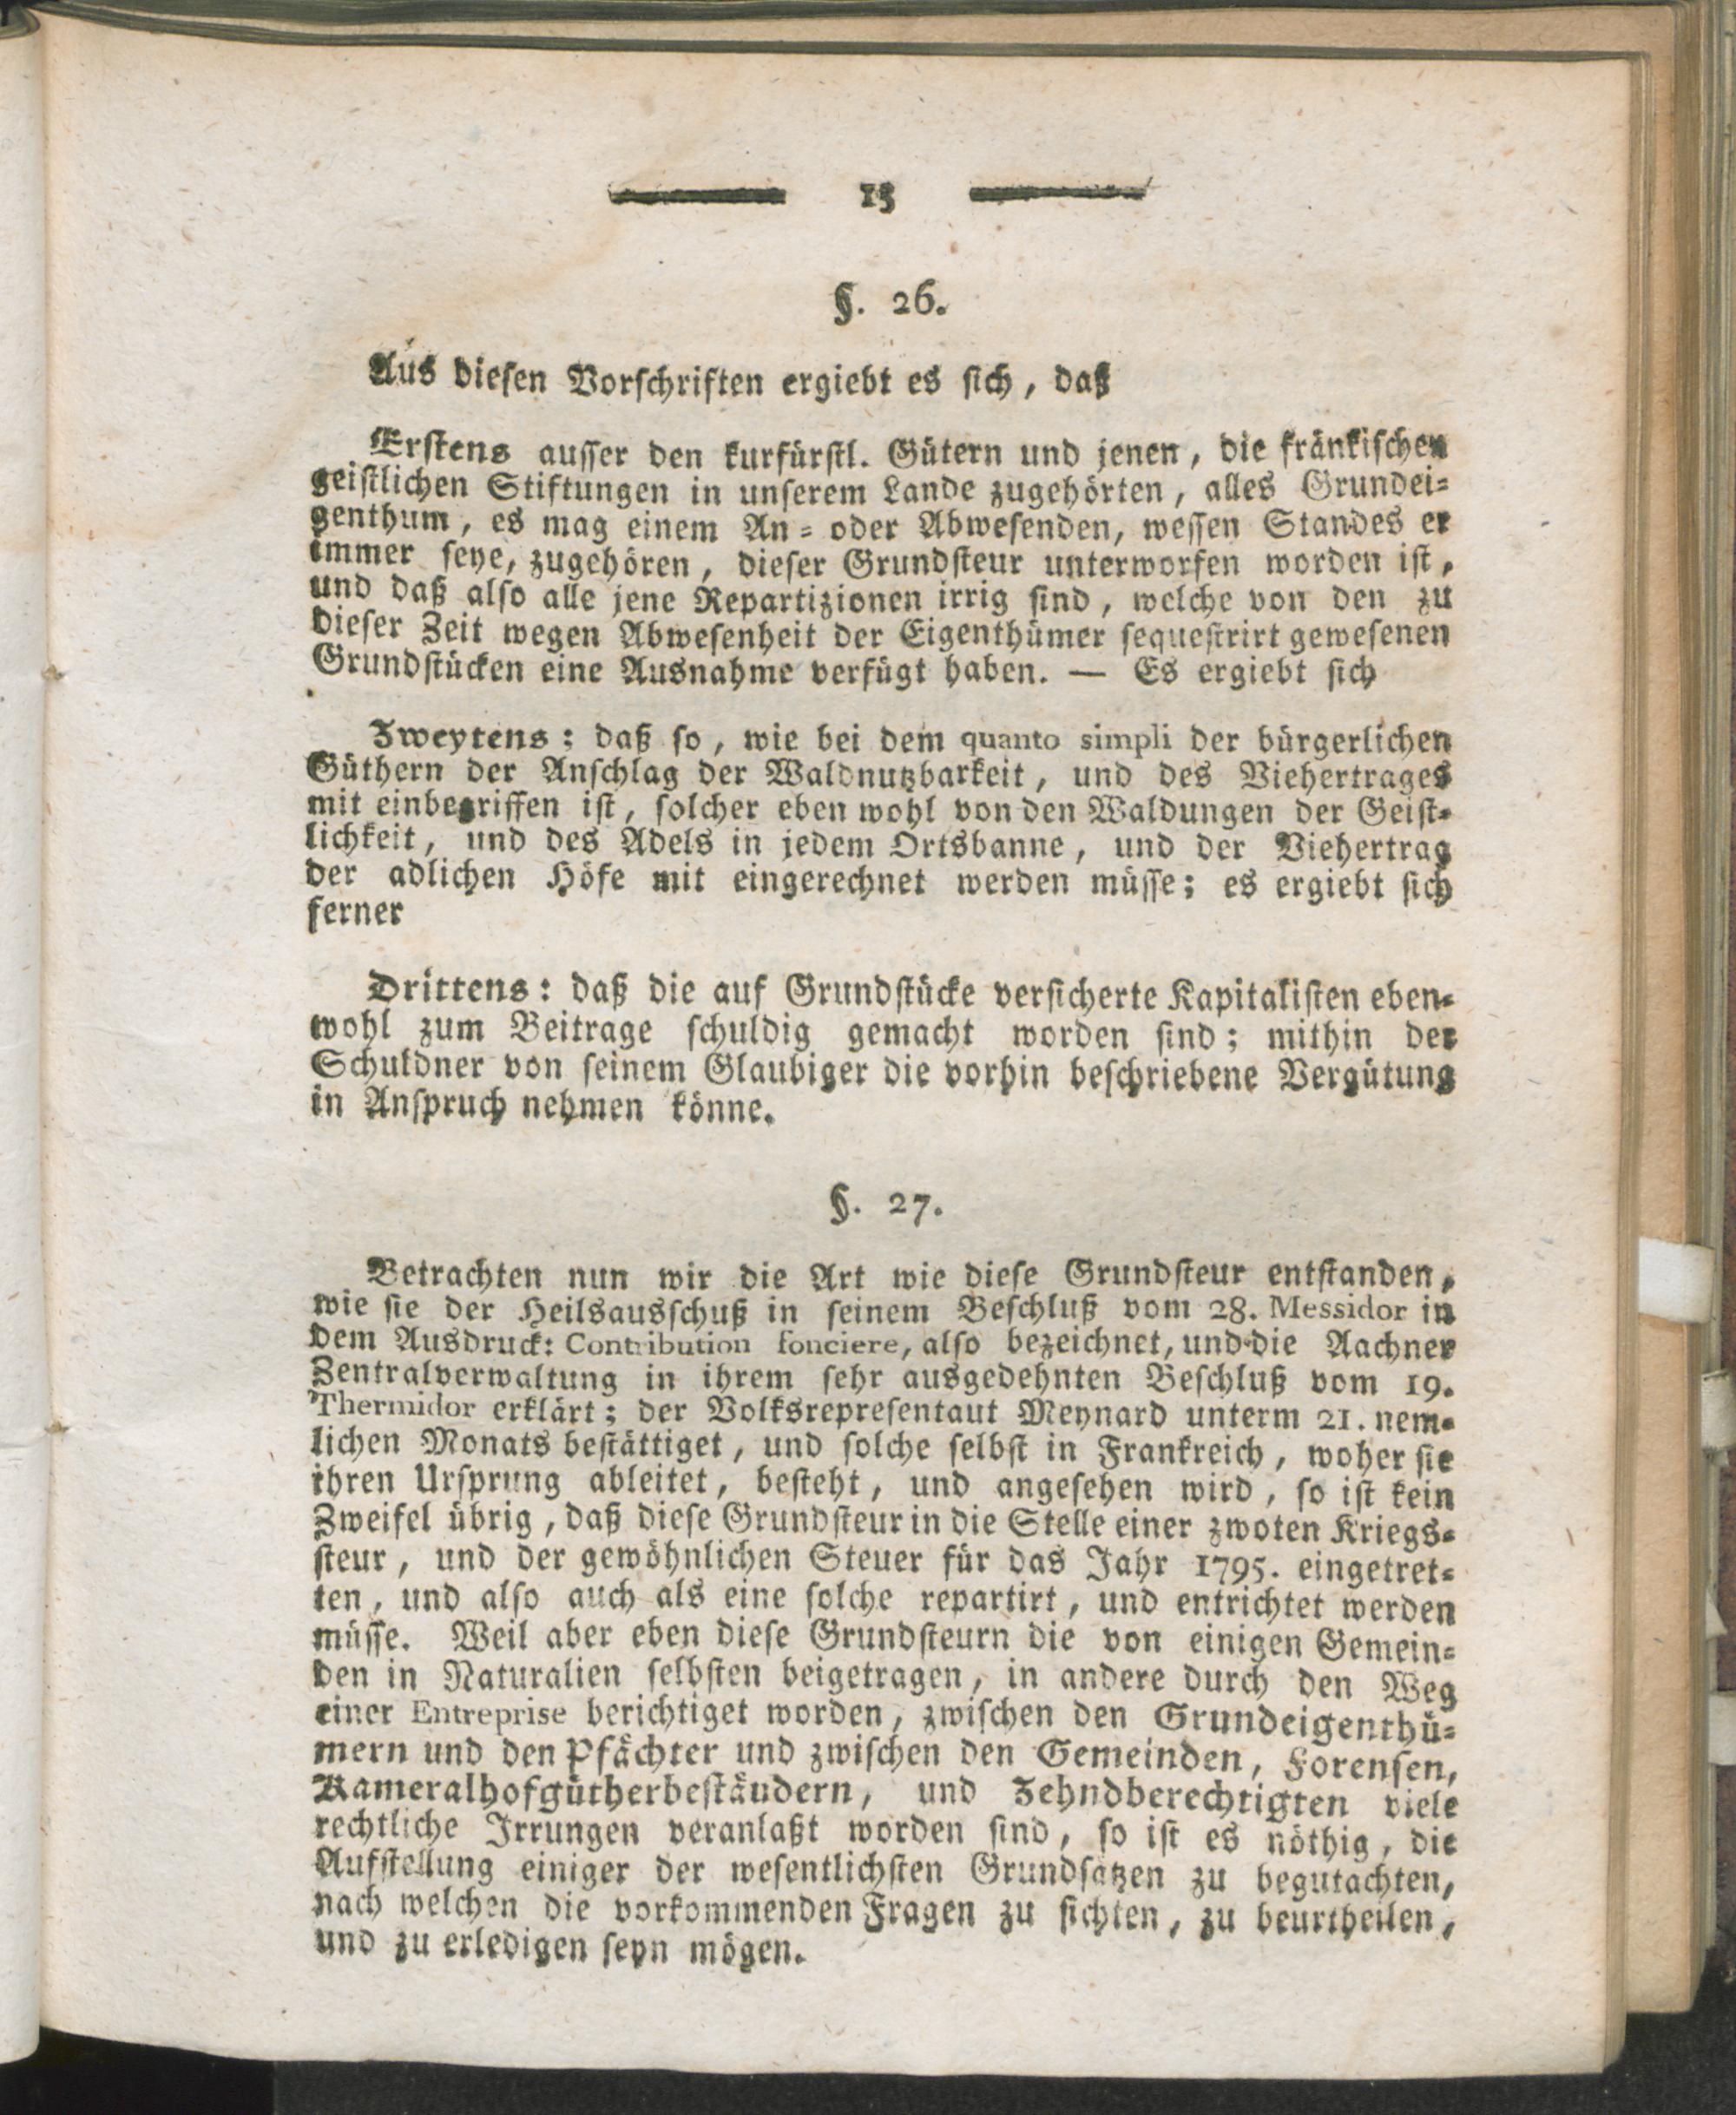 15
§. 26.
Aus diesen Vorschriften ergiebt es sich, daß
Erstens ausser den kurfürstl. Gütern und jenen, die fränkischen
geistlichen Stiftungen in unserem Lande zugehörten, alles Grundei-
genthum, es mag einem An- oder Abwesenden, wessen Standes er
immer seye, zugehören, dieser Grundsteur unterworfen worden ist,
und daß also alle jene Repartizionen irrig sind, welche von den zu
dieser Zeit wegen Abwesenheit der Eigenthümer sequestrirt gewesenen
Grundstücken eine Ausnahme verfügt haben. — Es ergiebt sich
Zweytens: daß so, wie bei dem quanto simpli der bürgerlichen
Güthern der Anschlag der Waldnutzbarkeit, und des Viehertrages
mit einbegriffen ist, solcher eben wohl von den Waldungen der Geist-
lichkeit, und des Adels in jedem Ortsbanne, und der Viehertrag
der adlichen Höfe mit eingerechnet werden müsse; es ergiebt sich
ferner
Drittens: daß die auf Grundstücke versicherte Kapitalisten eben-
wohl zum Beitrage schuldig gemacht worden sind; mithin der
Schuldner von seinem Glaubiger die vorhin beschriebene Vergütung
in Anspruch nehmen könne.
§. 27.
Betrachten nun wir die Art wie diese Grundsteur entstanden,
wie sie der Heilsausschuß in seinem Beschluß vom 28. Messidor in
dem Ausdruck: Contribution fonciere, also bezeichnet, und die Aachner
Zentralverwaltung in ihrem sehr ausgedehnten Beschluß vom 19.
Thermidor erklärt; der Volksrepresentaut Meynard unterm 21. nem-
lichen Monats bestättiget, und solche selbst in Frankreich, woher sie
ihren Ursprung ableitet, besteht, und angesehen wird, so ist kein
Zweifel übrig, daß diese Grundsteur in die Stelle einer zwoten Kriegs-
steur, und der gewöhnlichen Steuer für das Jahr 1795. eingetret-
ten, und also auch als eine solche repartirt, und entrichtet werden
müsse. Weil aber eben diese Grundsteurn die von einigen Gemein-
den in Naturalien selbsten beigetragen, in andere durch den Weg
einer Entreprise berichtiget worden, zwischen den Grundeigenthü-
mern und den Pfächter und zwischen den Gemeinden, Forensen,
Kameralhofgütherbeständern, und Zehndberechtigten viele
rechtliche Irrungen veranlaßt worden sind, so ist es nöthig, die
Aufstellung einiger der wesentlichsten Grundsätzen zu begutachten,
nach welchen die vorkommenden Fragen zu sichten, zu beurtheilen,
und zu erledigen seyn mögen.